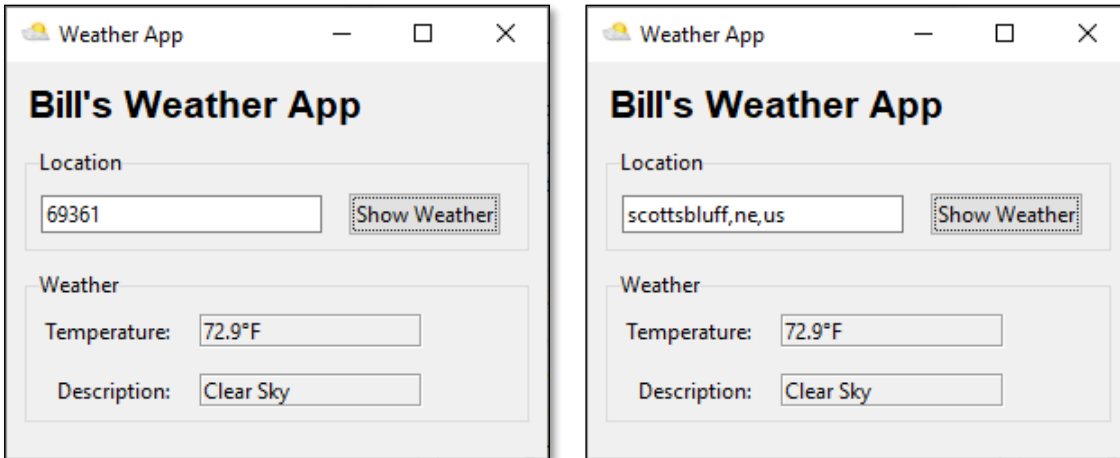 Weather App
Bill's Weather App
Location
69361 Show Weather
Weather
Temperature: 72.9°F
Description: Clear Sky
Weather App
Bill's Weather App
Location
scottsbluff,ne,us Show Weather
Weather
Temperature: 72.9°F
Description: Clear Sky